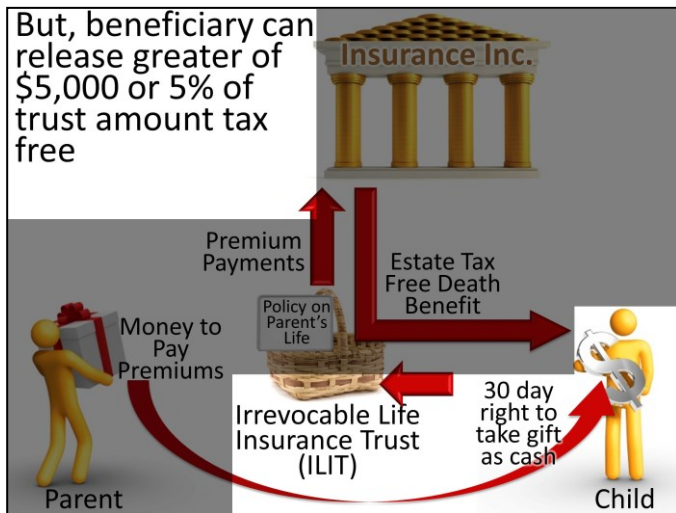 But, beneficiary can
release greater of
$5,000 or 5% of
trust amount tax
free
Insurance Inc.
Premium
Payments
Estate Tax
Free Death
Benefit
Policy on
Parent's
Life
Money to
Pay
Premiums
Irrevocable Life
Insurance Trust
(ILIT)
30 day
right to
take gift
as cash
$
Parent
Child